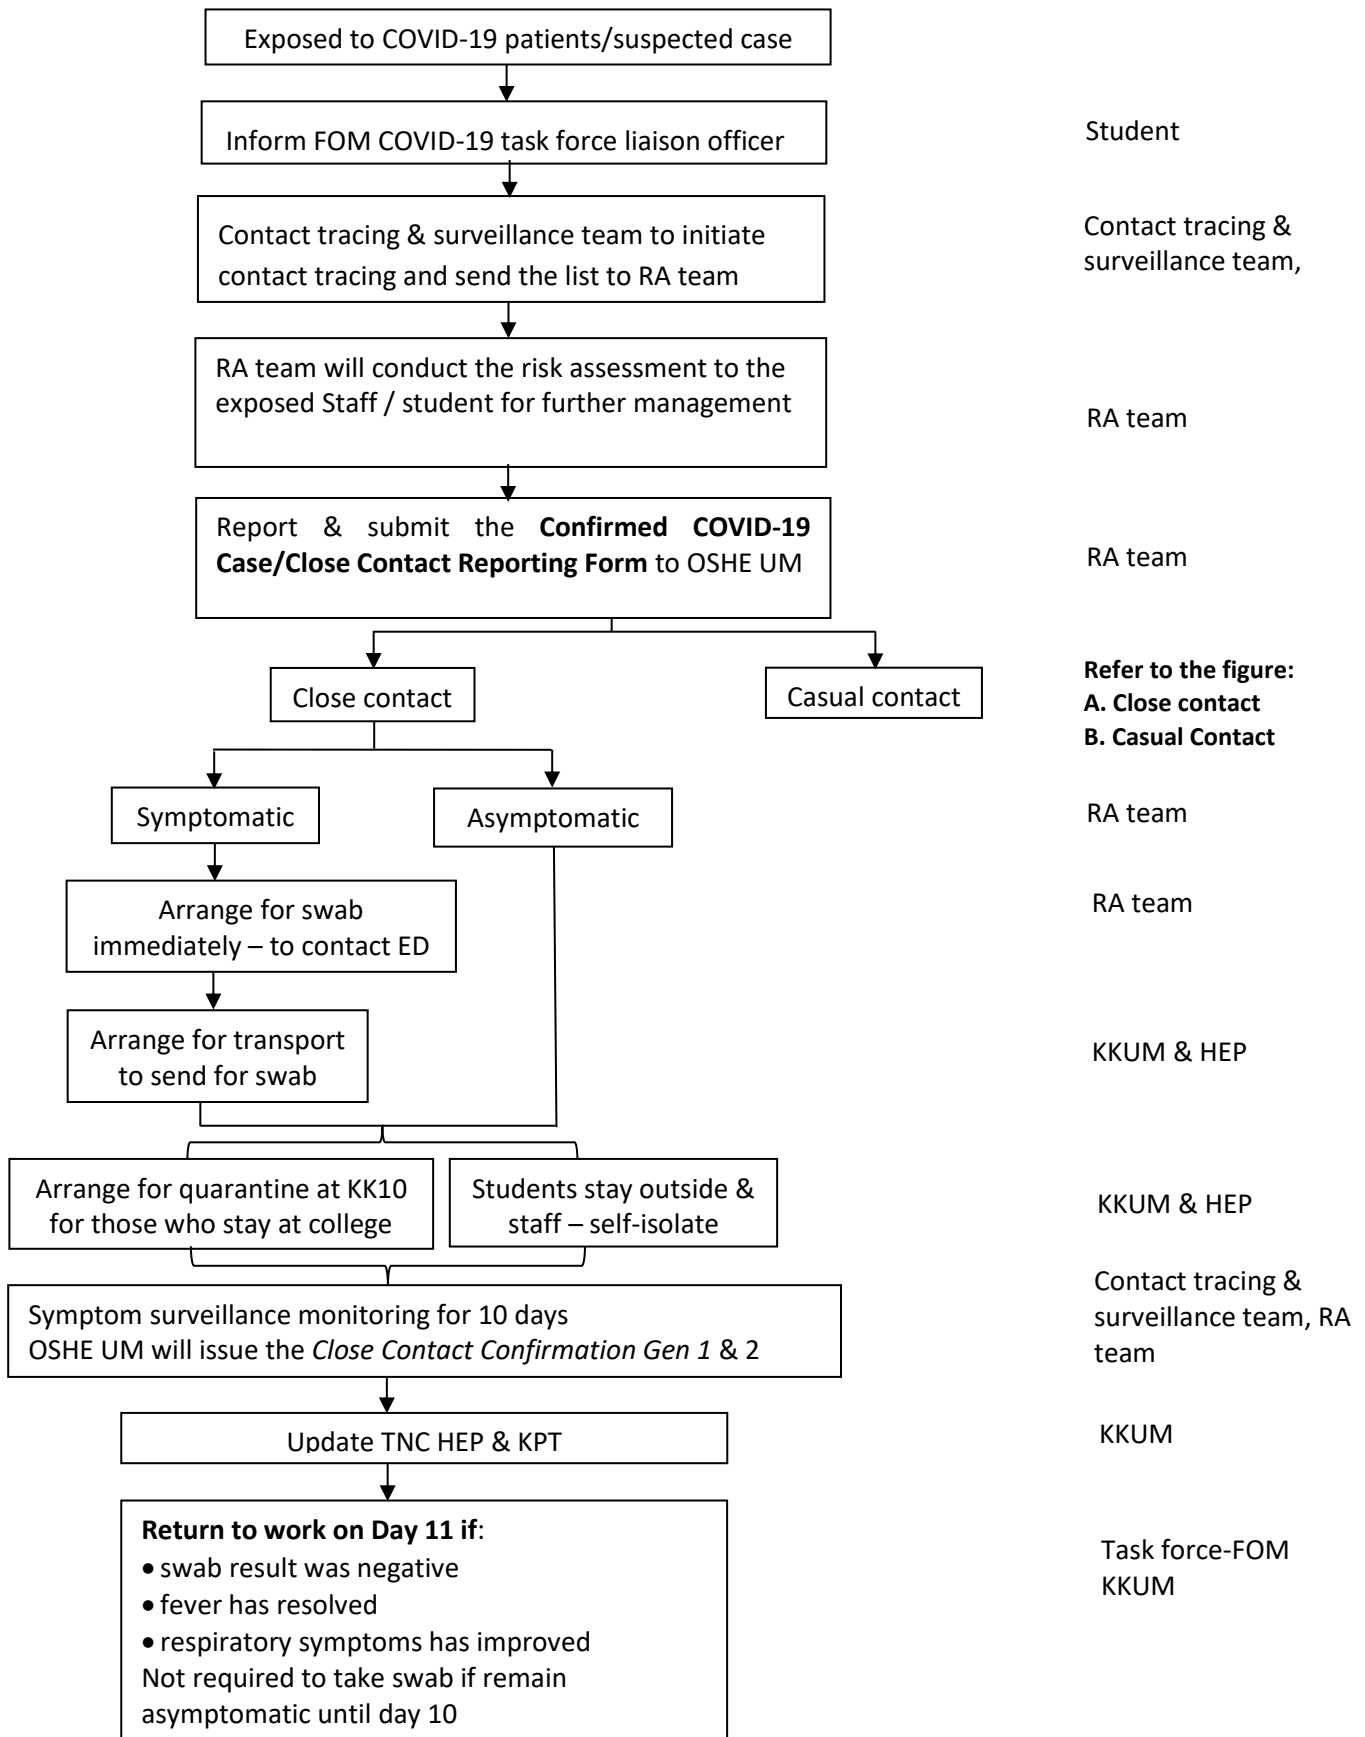 Exposed to COVID-19 patients/suspected case
Inform FOM COVID-19 task force liaison officer
Student
Contact tracing & surveillance team to initiate
contact tracing and send the list to RA team
Contact tracing &
surveillance team,
RA team will conduct the risk assessment to the
exposed Staff / student for further management
RA team
Report & submit the Confirmed COVID-19
Case/Close Contact Reporting Form to OSHE UM
RA team
Close contact
Casual contact
Refer to the figure:
A. Close contact
B. Casual Contact
Symptomatic
Asymptomatic
RA team
Arrange for swab
immediately – to contact ED
RA team
Arrange for transport
to send for swab
KKUM & HEP
Arrange for quarantine at KK10
for those who stay at college
Students stay outside &
staff – self-isolate
KKUM & HEP
Symptom surveillance monitoring for 10 days
OSHE UM will issue the Close Contact Confirmation Gen 1 & 2
Contact tracing &
surveillance team, RA
team
Update TNC HEP & KPT
KKUM
Return to work on Day 11 if:
• swab result was negative
• fever has resolved
• respiratory symptoms has improved
Not required to take swab if remain
asymptomatic until day 10
Task force-FOM
KKUM